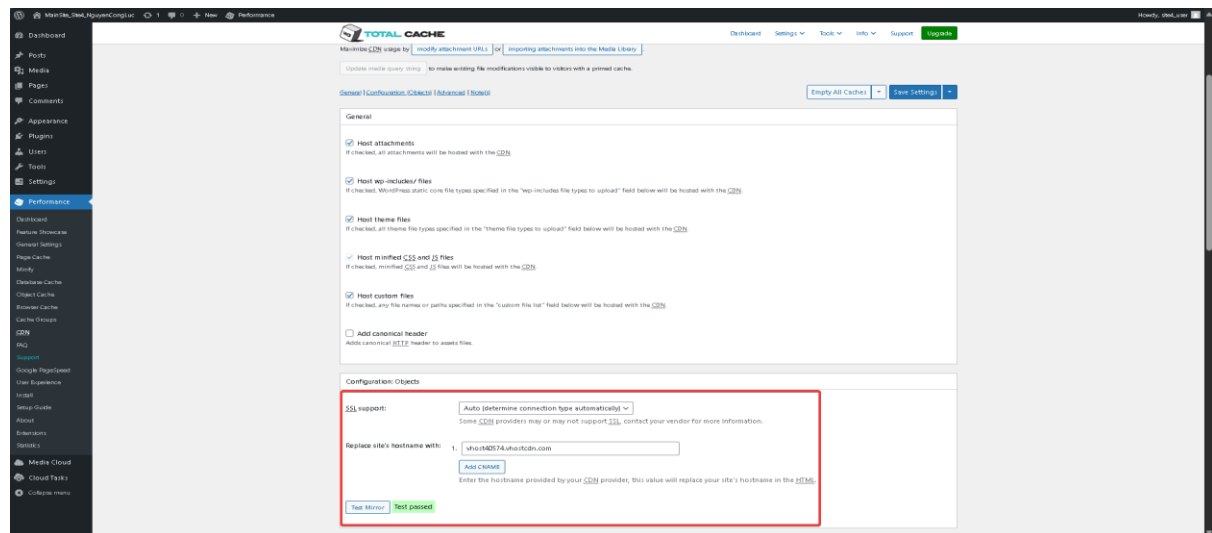 MainSite_Site4_NguyenCongLuc 1 0 + New Performance
Howdy, site4_user
Dashboard
Posts
Media
Pages
Comments
Appearance
Plugins
Users
Tools
Settings
Performance
Dashboard
Feature Showcase
General Settings
Page Cache
Minify
Database Cache
Object Cache
Browser Cache
Cache Groups
CDN
FAQ
Support
Google PageSpeed
User Experience
Install
Setup Guide
About
Extensions
Statistics
Media Cloud
Cloud Tasks
Collapse menu
TOTAL CACHE
Dashboard Settings Tools Info Support Upgrade
Maximize CDN usage by modify attachment URLs or importing attachments into the Media Library .
Update media query string to make existing file modifications visible to visitors with a primed cache.
General | Configuration (Objects) | Advanced | Note(s)
Empty All Caches Save Settings
General
Host attachments
If checked, all attachments will be hosted with the CDN.
Host wp-includes/ files
If checked, WordPress static core file types specified in the "wp-includes file types to upload" field below will be hosted with the CDN.
Host theme files
If checked, all theme file types specified in the "theme file types to upload" field below will be hosted with the CDN.
Host minified CSS and JS files
If checked, minified CSS and JS files will be hosted with the CDN.
Host custom files
If checked, any file names or paths specified in the "custom file list" field below will be hosted with the CDN.
Add canonical header
Adds canonical HTTP header to assets files.
Configuration: Objects
SSL support: Auto (determine connection type automatically)
Some CDN providers may or may not support SSL, contact your vendor for more information.
Replace site's hostname with: 1. vhost40574.vhostcdn.com
Add CNAME
Enter the hostname provided by your CDN provider, this value will replace your site's hostname in the HTML.
Test Mirror Test passed